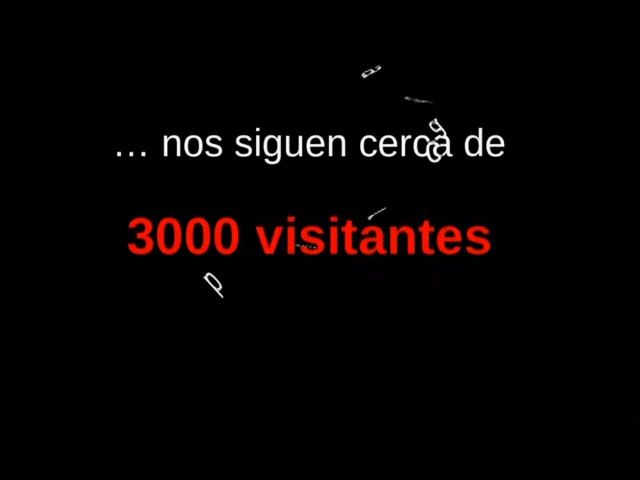 … nos siguen cerca de
3000 visitantes